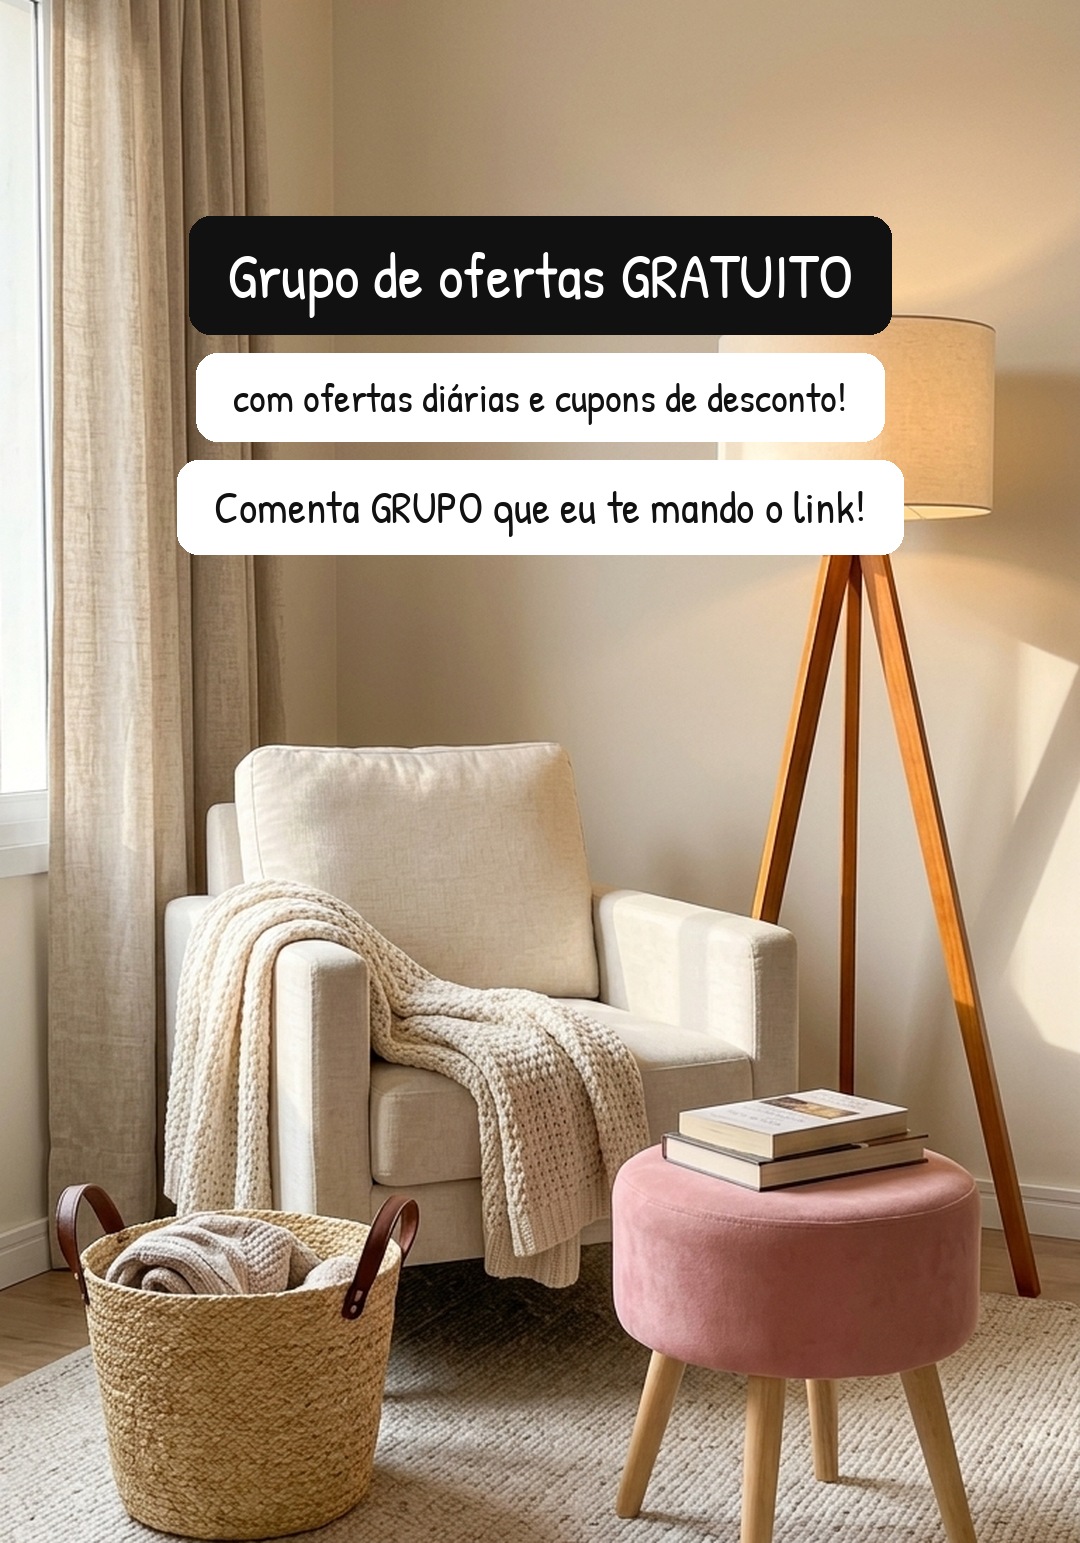 Grupo de ofertas GRATUITO
com ofertas diárias e cupons de desconto!
Comenta GRUPO que eu te mando o link!